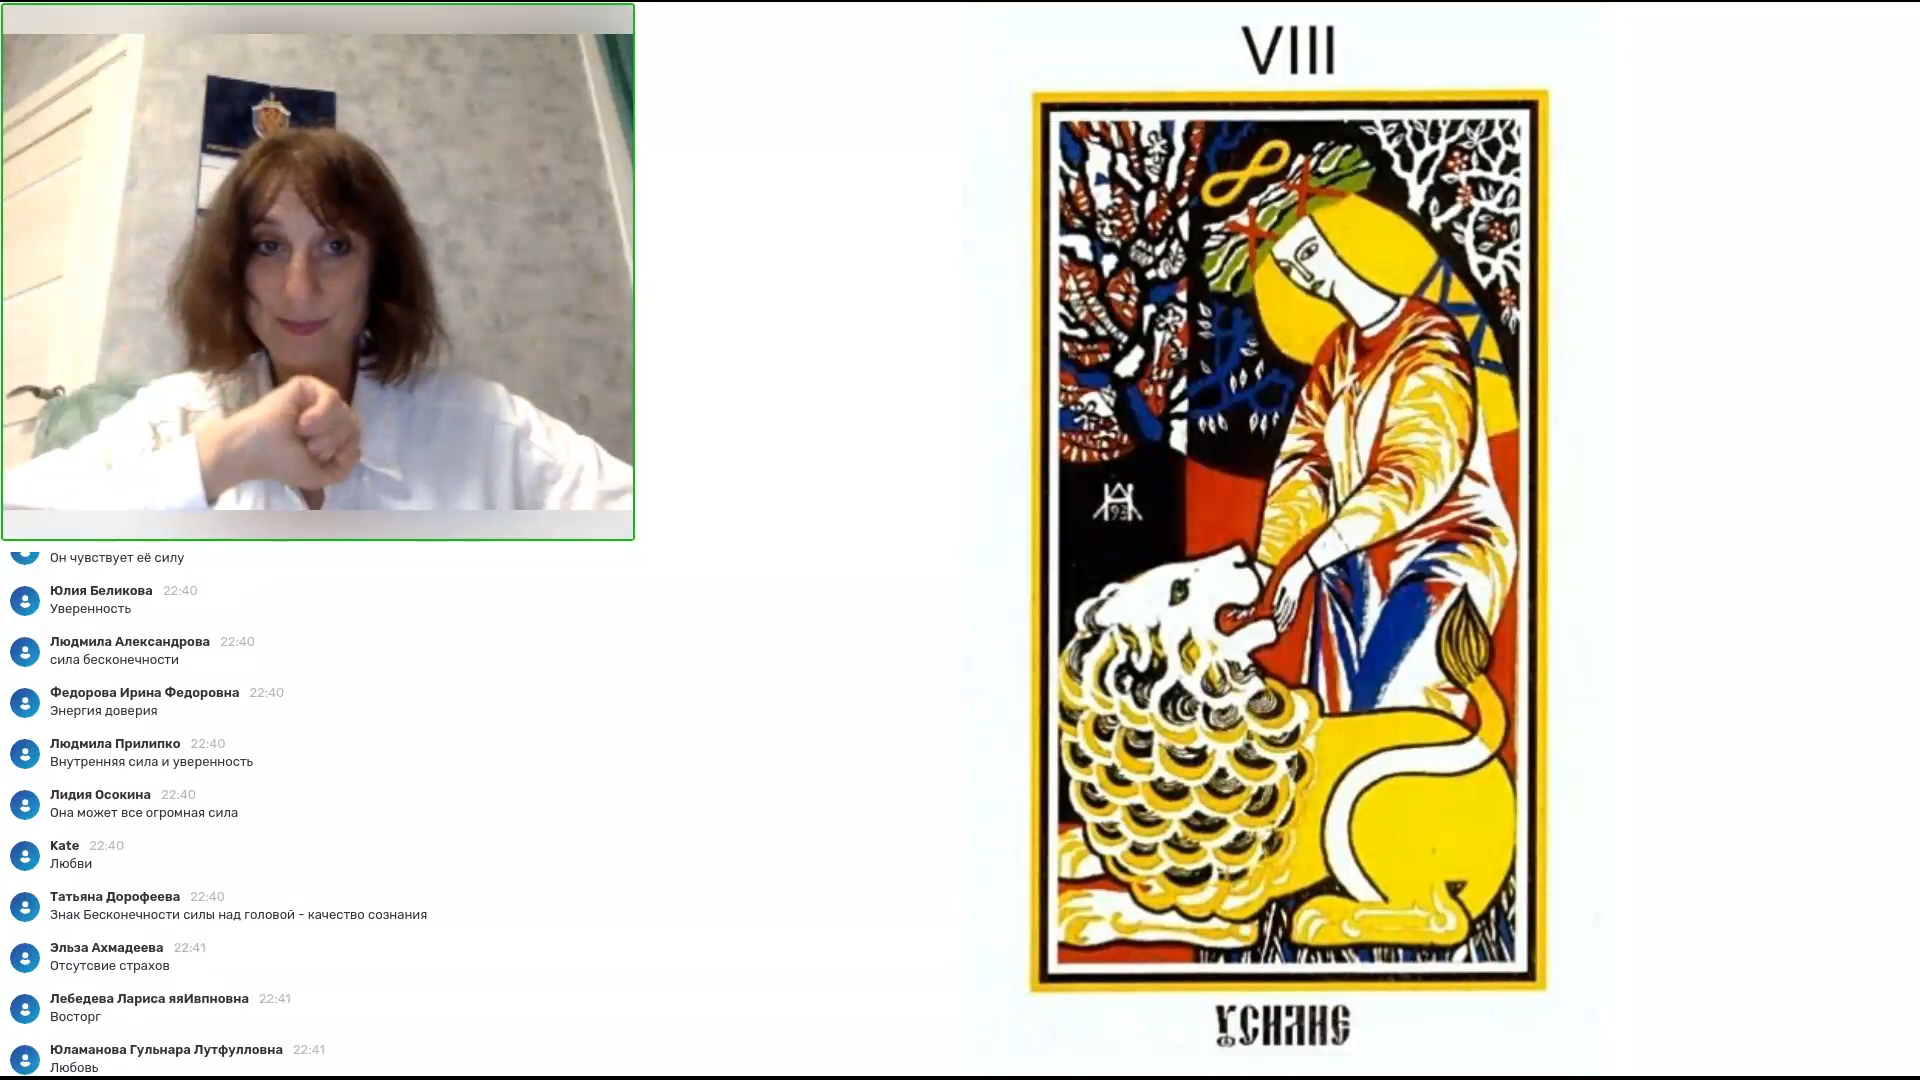 Он чувствует её силу
Юлия Беликова 22:40
Уверенность
Людмила Александрова 22:40
сила бесконечности
Федорова Ирина Федоровна 22:40
Энергия доверия
Людмила Прилипко 22:40
Внутренняя сила и уверенность
Лидия Осокина 22:40
Она может все огромная сила
Kate 22:40
Любви
Татьяна Дорофеева 22:40
Знак Бесконечности силы над головой - качество сознания
Эльза Ахмадеева 22:41
Отсутсвие страхов
Лебедева Лариса яяИвпновна 22:41
Восторг
Юламанова Гульнара Лутфулловна 22:41
Любовь
VIII
УСИЛИЕ